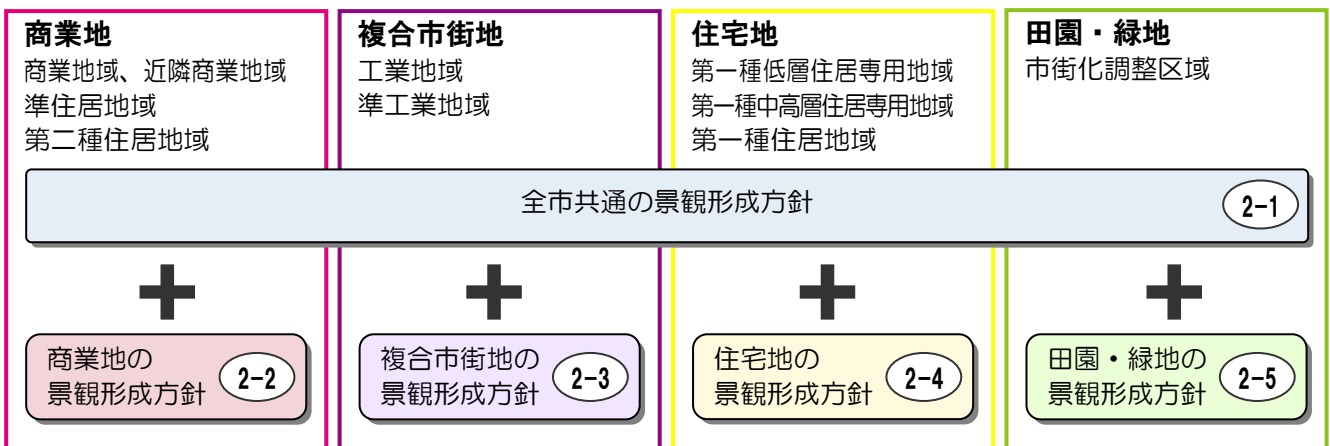 商業地
商業地域、近隣商業地域
準住居地域
第二種住居地域
複合市街地
工業地域
準工業地域
住宅地
第一種低層住居専用地域
第一種中高層住居専用地域
第一種住居地域
田園・緑地
市街化調整区域
全市共通の景観形成方針
2-1
商業地の
景観形成方針
2-2
複合市街地の
景観形成方針
2-3
住宅地の
景観形成方針
2-4
田園・緑地の
景観形成方針
2-5